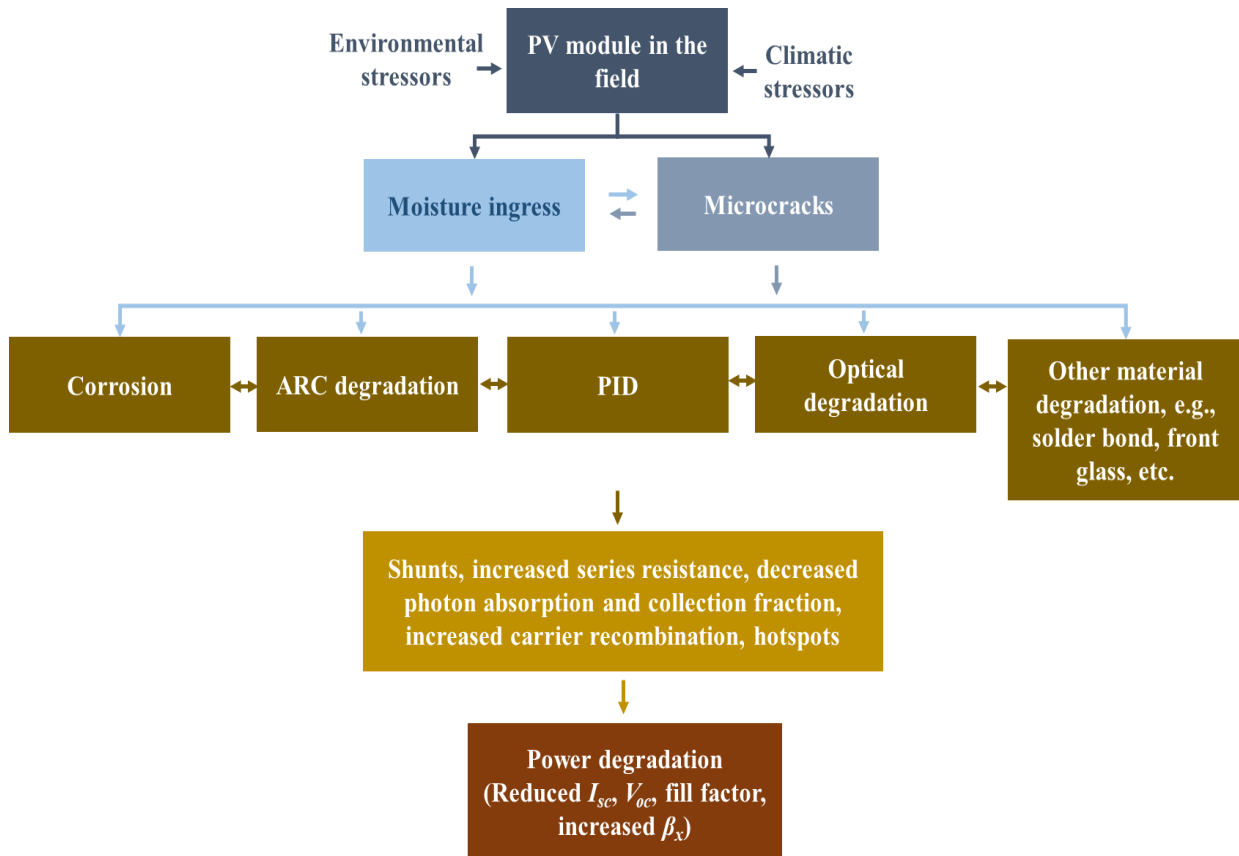 Environmental
stressors
PV module in the
field
Climatic
stressors
Moisture ingress
Microcracks
Corrosion
ARC degradation
PID
Optical
degradation
Other material
degradation, e.g.,
solder bond, front
glass, etc.
Shunts, increased series resistance, decreased
photon absorption and collection fraction,
increased carrier recombination, hotspots
Power degradation
(Reduced Isc, Voc, fill factor,
increased βx)